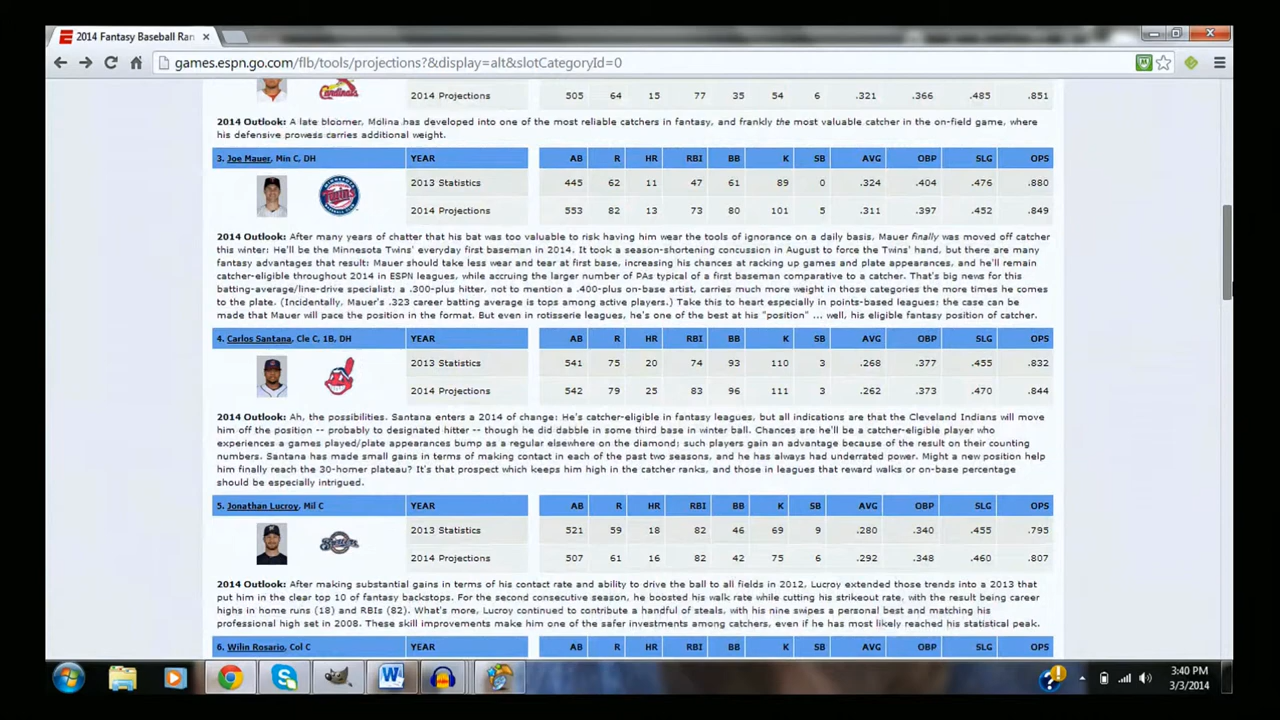 2014 Fantasy Baseball Ran
games.espn.go.com/flb/tools/projections?&display=alt&slotCategoryId=0
Cardinals
2014 Projections 505 64 15 77 35 54 6 .321 .366 .485 .851
2014 Outlook: A late bloomer, Molina has developed into one of the most reliable catchers in fantasy, and frankly the most valuable catcher in the on-field game, where
his defensive prowess carries additional weight.
3. Joe Mauer, Min C, DH YEAR AB R HR RBI BB K SB AVG OBP SLG OPS
2013 Statistics 445 62 11 47 61 89 0 .324 .404 .476 .880
2014 Projections 553 82 13 73 80 101 5 .311 .397 .452 .849
2014 Outlook: After many years of chatter that his bat was too valuable to risk having him wear the tools of ignorance on a daily basis, Mauer finally was moved off catcher
this winter: He'll be the Minnesota Twins' everyday first baseman in 2014. It took a season-shortening concussion in August to force the Twins' hand, but there are many
fantasy advantages that result: Mauer should take less wear and tear at first base, increasing his chances at racking up games and plate appearances, and he'll remain
catcher-eligible throughout 2014 in ESPN leagues, while accruing the larger number of PAs typical of a first baseman comparative to a catcher. That's big news for this
batting-average/line-drive specialist; a .300-plus hitter, not to mention a .400-plus on-base artist, carries much more weight in those categories the more times he comes
to the plate. (Incidentally, Mauer's .323 career batting average is tops among active players.) Take this to heart especially in points-based leagues: the case can be
made that Mauer will pace the position in the format. But even in rotisserie leagues, he's one of the best at his "position" ... well, his eligible fantasy position of catcher.
4. Carlos Santana, Cle C, 1B, DH YEAR AB R HR RBI BB K SB AVG OBP SLG OPS
2013 Statistics 541 75 20 74 93 110 3 .268 .377 .455 .832
2014 Projections 542 79 25 83 96 111 3 .262 .373 .470 .844
2014 Outlook: Ah, the possibilities. Santana enters a 2014 of change: He's catcher-eligible in fantasy leagues, but all indications are that the Cleveland Indians will move
him off the position -- probably to designated hitter -- though he did dabble in some third base in winter ball. Chances are he'll be a catcher-eligible player who
experiences a games played/plate appearances bump as a regular elsewhere on the diamond; such players gain an advantage because of the result on their counting
numbers. Santana has made small gains in terms of making contact in each of the past two seasons, and he has always had underrated power. Might a new position help
him finally reach the 30-homer plateau? It's that prospect which keeps him high in the catcher ranks, and those in leagues that reward walks or on-base percentage
should be especially intrigued.
5. Jonathan Lucroy, Mil C YEAR AB R HR RBI BB K SB AVG OBP SLG OPS
2013 Statistics 521 59 18 82 46 69 9 .280 .340 .455 .795
2014 Projections 507 61 16 82 42 75 6 .292 .348 .460 .807
2014 Outlook: After making substantial gains in terms of his contact rate and ability to drive the ball to all fields in 2012, Lucroy extended those trends into a 2013 that
put him in the clear top 10 of fantasy backstops. For the second consecutive season, he boosted his walk rate while cutting his strikeout rate, with the result being career
highs in home runs (18) and RBIs (82). What's more, Lucroy continued to contribute a handful of steals, with his nine swipes a personal best and matching his
professional high set in 2008. These skill improvements make him one of the safer investments among catchers, even if he has most likely reached his statistical peak.
6. Wilin Rosario, Col C YEAR AB R HR RBI BB K SB AVG OBP SLG OPS
3:40 PM
3/3/2014